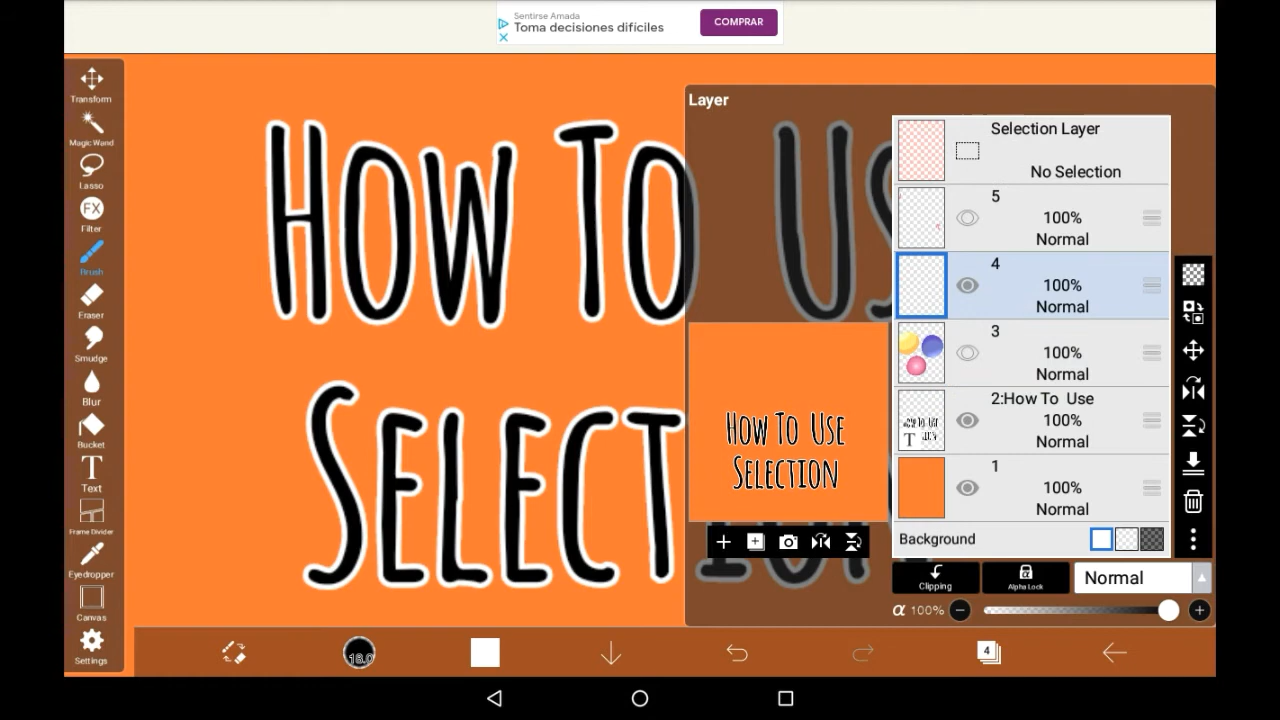 Sentirse Amada
Toma decisiones difíciles
COMPRAR
Transform
Magic Wand
Lasso
FX
Filter
Brush
Eraser
Smudge
Blur
Bucket
T
Text
Frame Divider
Eyedropper
Canvas
Settings
How To Us
Selection
Layer
Selection Layer
No Selection
5
100%
Normal
4
100%
Normal
3
100%
Normal
2:How To Use
100%
Normal
1
100%
Normal
Background
How To Use
Selection
Clipping
Alpha Lock
Normal
α 100%
18.0
4